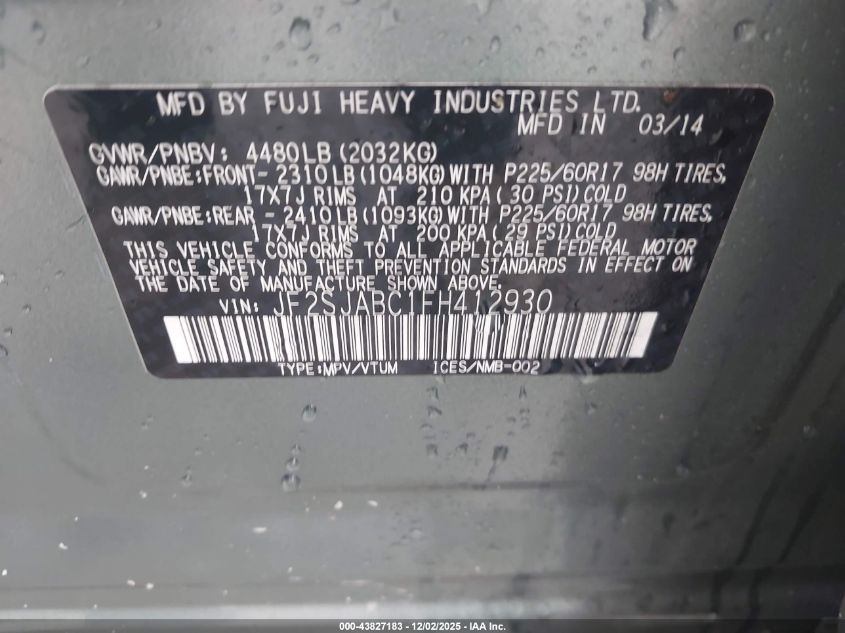 MFD BY FUJI HEAVY INDUSTRIES LTD.
MFD IN 03/14
GVWR/PNBV: 4480LB (2032KG)
GAWR/PNBE:FRONT- 2310 LB (1048KG) WITH P225/60R17 98H TIRES,
17X7J RIMS AT 210 KPA ( 30 PSI) COLD
GAWR/PNBE:REAR - 2410 LB (1093KG) WITH P225/60R17 98H TIRES,
17X7J RIMS AT 200 KPA ( 29 PSI) COLD
THIS VEHICLE CONFORMS TO ALL APPLICABLE FEDERAL MOTOR
VEHICLE SAFETY AND THEFT PREVENTION STANDARDS IN EFFECT ON
THE DATE OF MANUFACTURE SHOWN ABOVE.
VIN: JF2SJABC1FH412930
TYPE:MPV/VTUM ICES/NMB-002
000-43827183 - 12/02/2025 - IAA Inc.